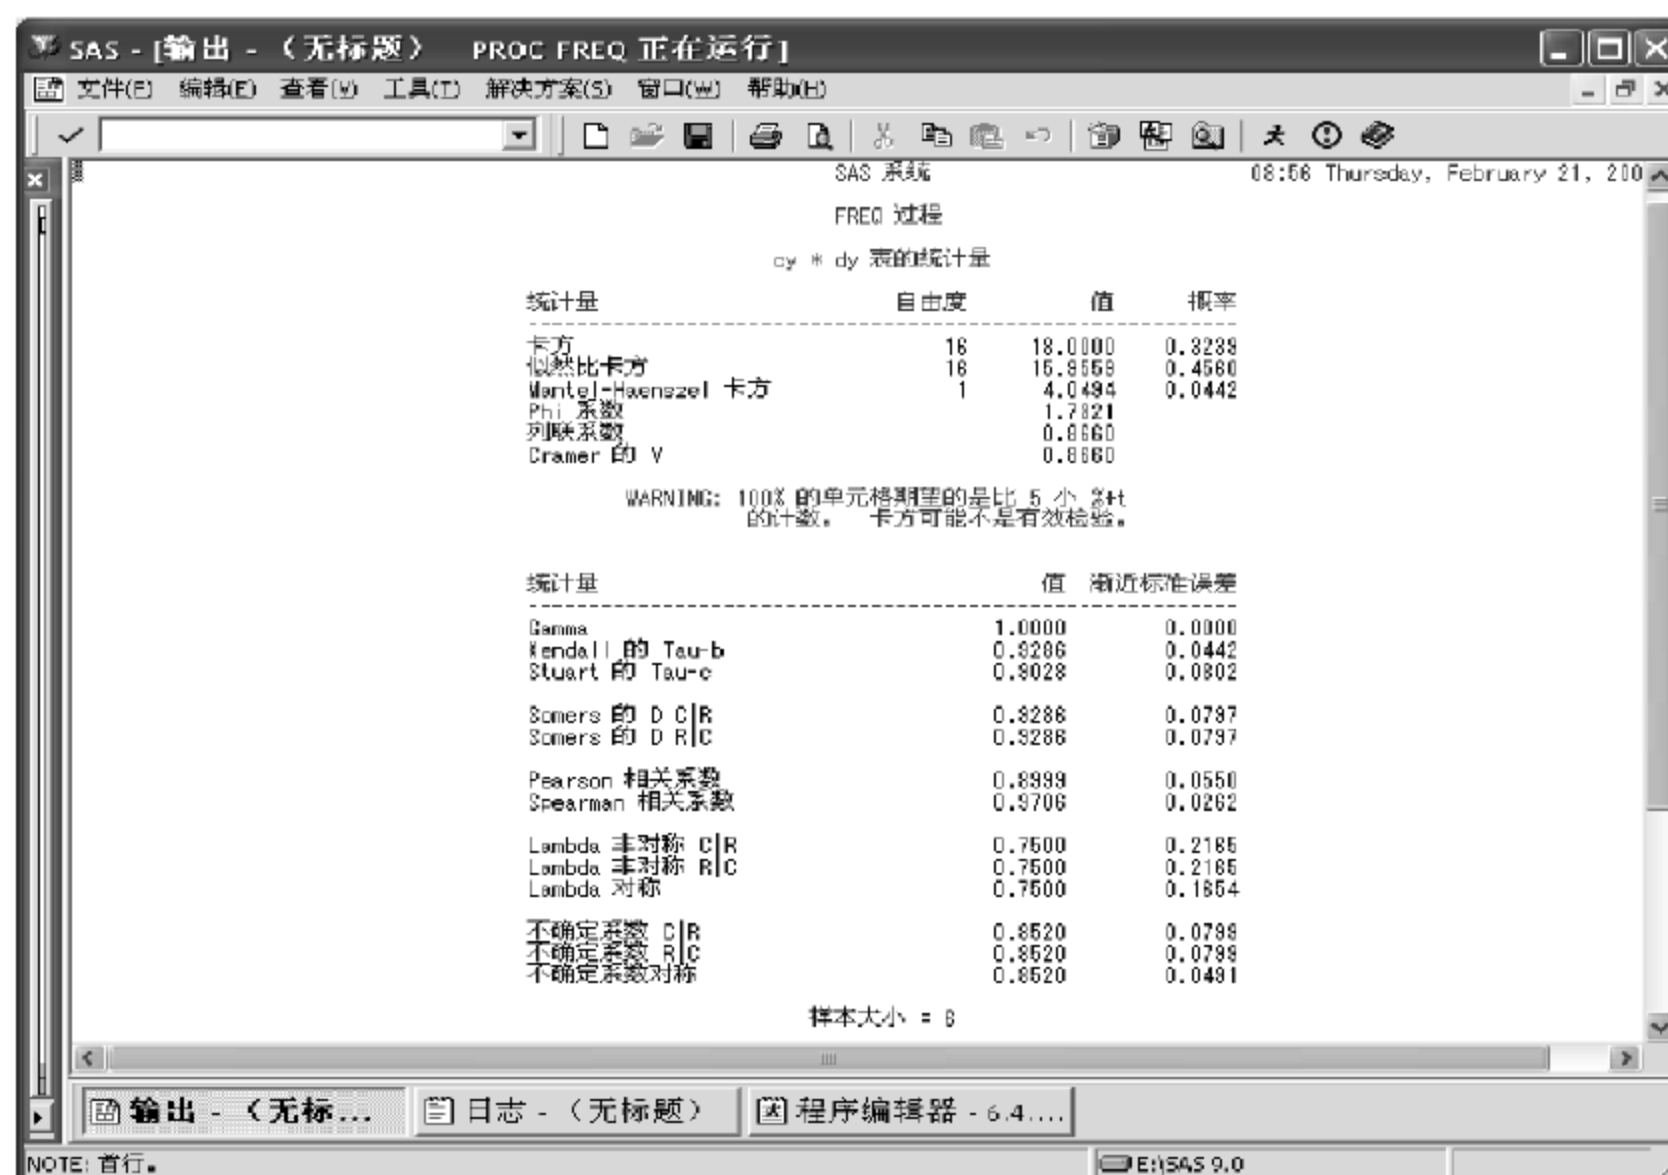 SAS - [输出 - （无标题） PROC FREQ 正在运行]
文件(F) 编辑(E) 查看(V) 工具(T) 解决方案(S) 窗口(W) 帮助(H)
SAS 系统 08:56 Thursday, February 21, 200
FREQ 过程
cy * dy 表的统计量
统计量 自由度 值 概率
卡方 16 18.0000 0.3239
似然比卡方 16 15.9559 0.4560
Mantel-Haenszel 卡方 1 4.0494 0.0442
Phi 系数 1.7321
列联系数 0.8660
Cramer 的 V 0.8660
WARNING: 100% 的单元格期望的是比 5 小 %+t
的计数。 卡方可能不是有效检验。
统计量 值 渐近标准误差
Gamma 1.0000 0.0000
Kendall 的 Tau-b 0.9286 0.0442
Stuart 的 Tau-c 0.9028 0.0802
Somers 的 D C|R 0.9286 0.0797
Somers 的 D R|C 0.9286 0.0797
Pearson 相关系数 0.8999 0.0550
Spearman 相关系数 0.9706 0.0262
Lambda 非对称 C|R 0.7500 0.2165
Lambda 非对称 R|C 0.7500 0.2165
Lambda 对称 0.7500 0.1654
不确定系数 C|R 0.8520 0.0799
不确定系数 R|C 0.8520 0.0799
不确定系数对称 0.8520 0.0491
样本大小 = 6
输出 - （无标... 日志 - （无标题） 程序编辑器 - 6.4....
NOTE: 首行。 E:\SAS 9.0